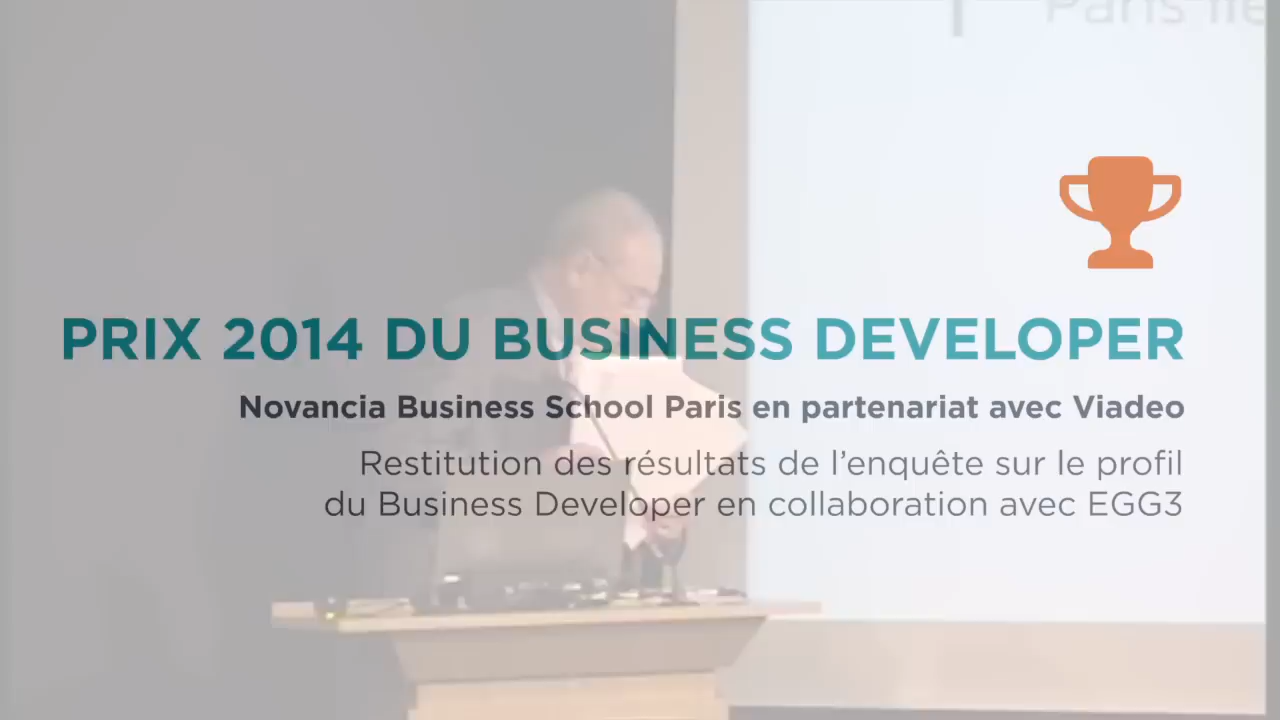 Paris
PRIX 2014 DU BUSINESS DEVELOPER
Novancia Business School Paris en partenariat avec Viadeo
Restitution des résultats de l’enquête sur le profil
du Business Developer en collaboration avec EGG3